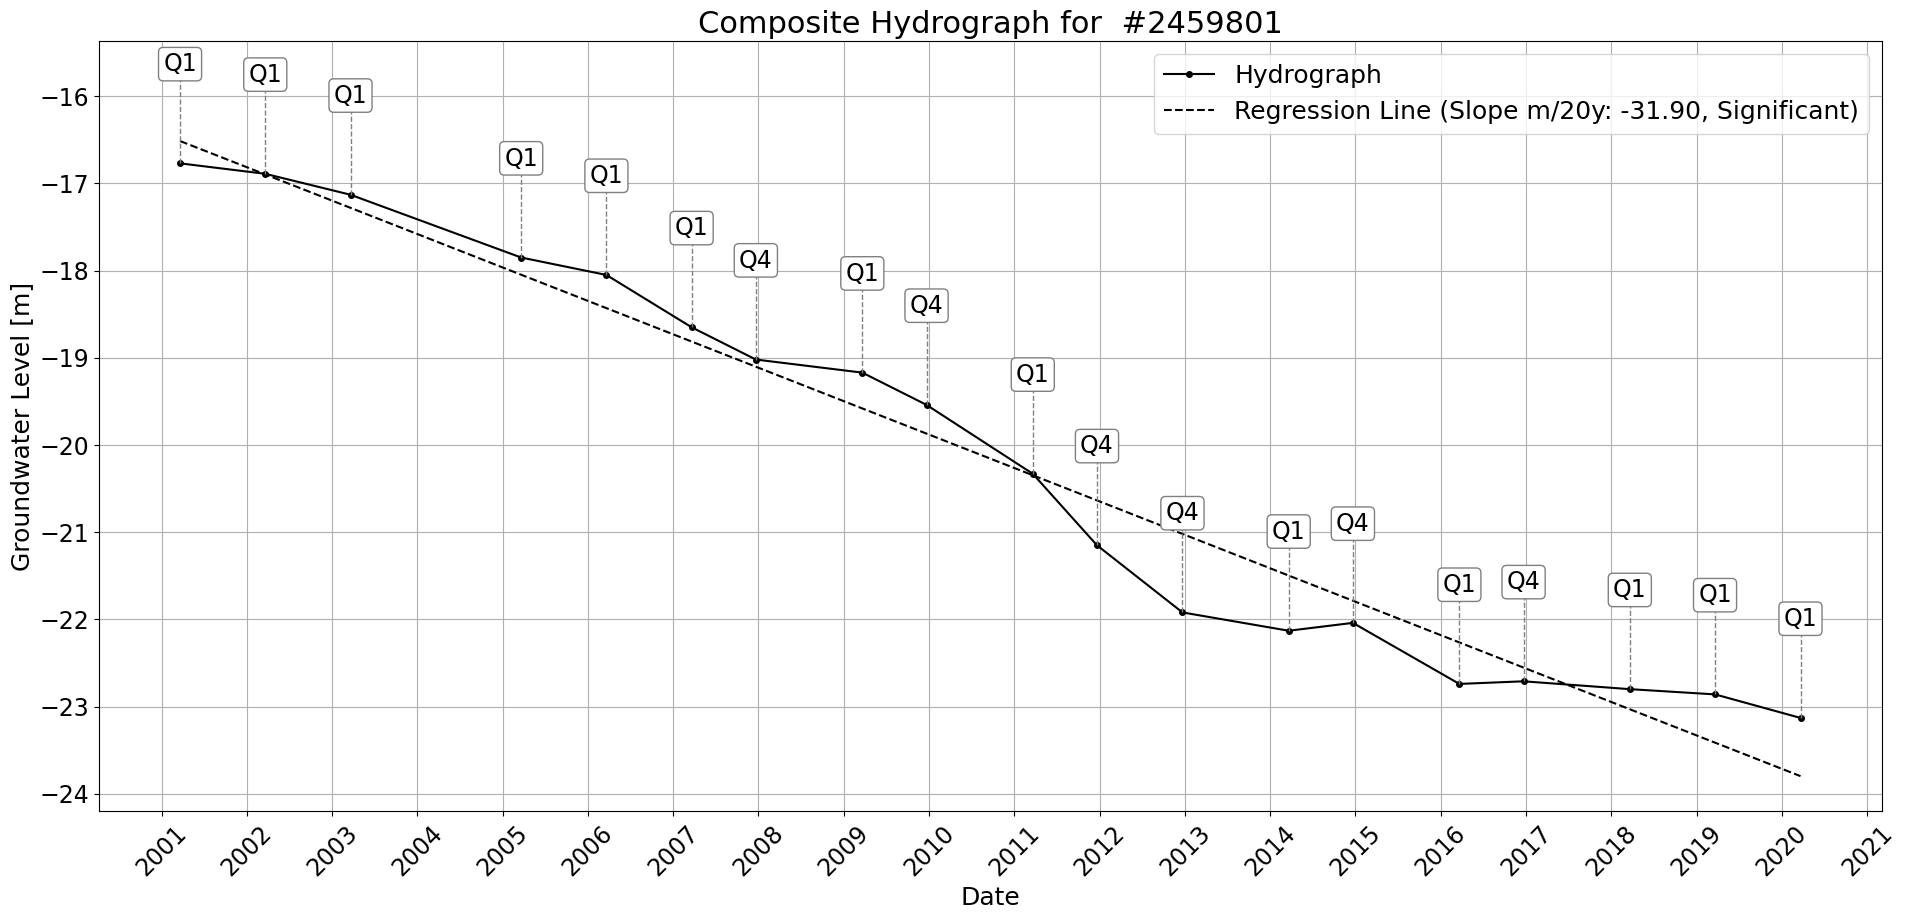 Composite Hydrograph for  #2459801
Hydrograph
Regression Line (Slope m/20y: -31.90, Significant)
Q1
Q1
Q1
Q1
Q1
Q1
Q4
Q1
Q4
Q1
Q4
Q4
Q1
Q4
Q1
Q4
Q1
Q1
Q1
Groundwater Level [m]
−16
−17
−18
−19
−20
−21
−22
−23
−24
2001
2002
2003
2004
2005
2006
2007
2008
2009
2010
2011
2012
2013
2014
2015
2016
2017
2018
2019
2020
2021
Date